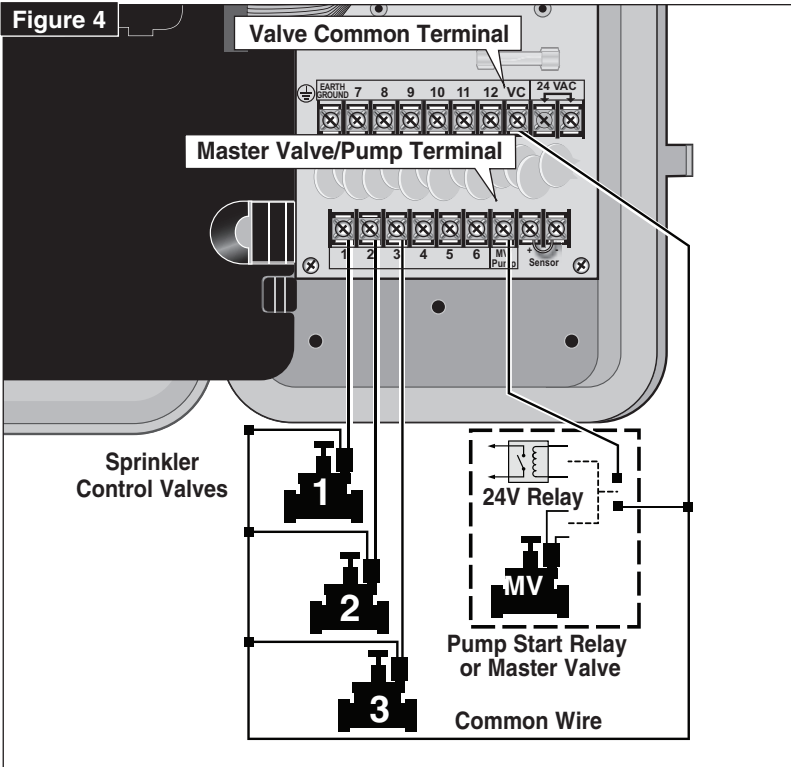 Figure 4
Valve Common Terminal
EARTH
GROUND 7 8 9 10 11 12 VC 24 VAC
Master Valve/Pump Terminal
1 2 3 4 5 6 MV
Pump + - Sensor
Sprinkler
Control Valves
24V Relay
1
2
3
MV
Pump Start Relay
or Master Valve
Common Wire